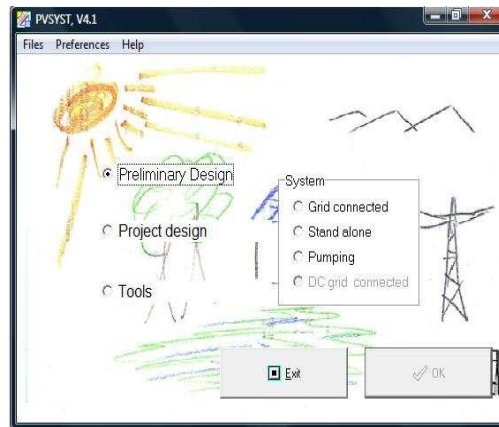 PVSYST, V4.1
Files Preferences Help
Preliminary Design
Project design
Tools
System
Grid connected
Stand alone
Pumping
DC grid connected
Exit
OK